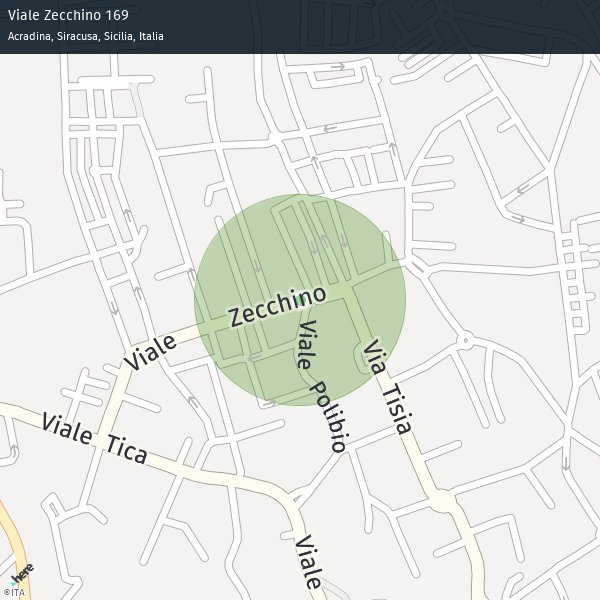 Viale Zecchino 169
Acradina, Siracusa, Sicilia, Italia
Viale Zecchino
Viale Polibio
Via Tisia
Viale Tica
Viale
here
©ITA